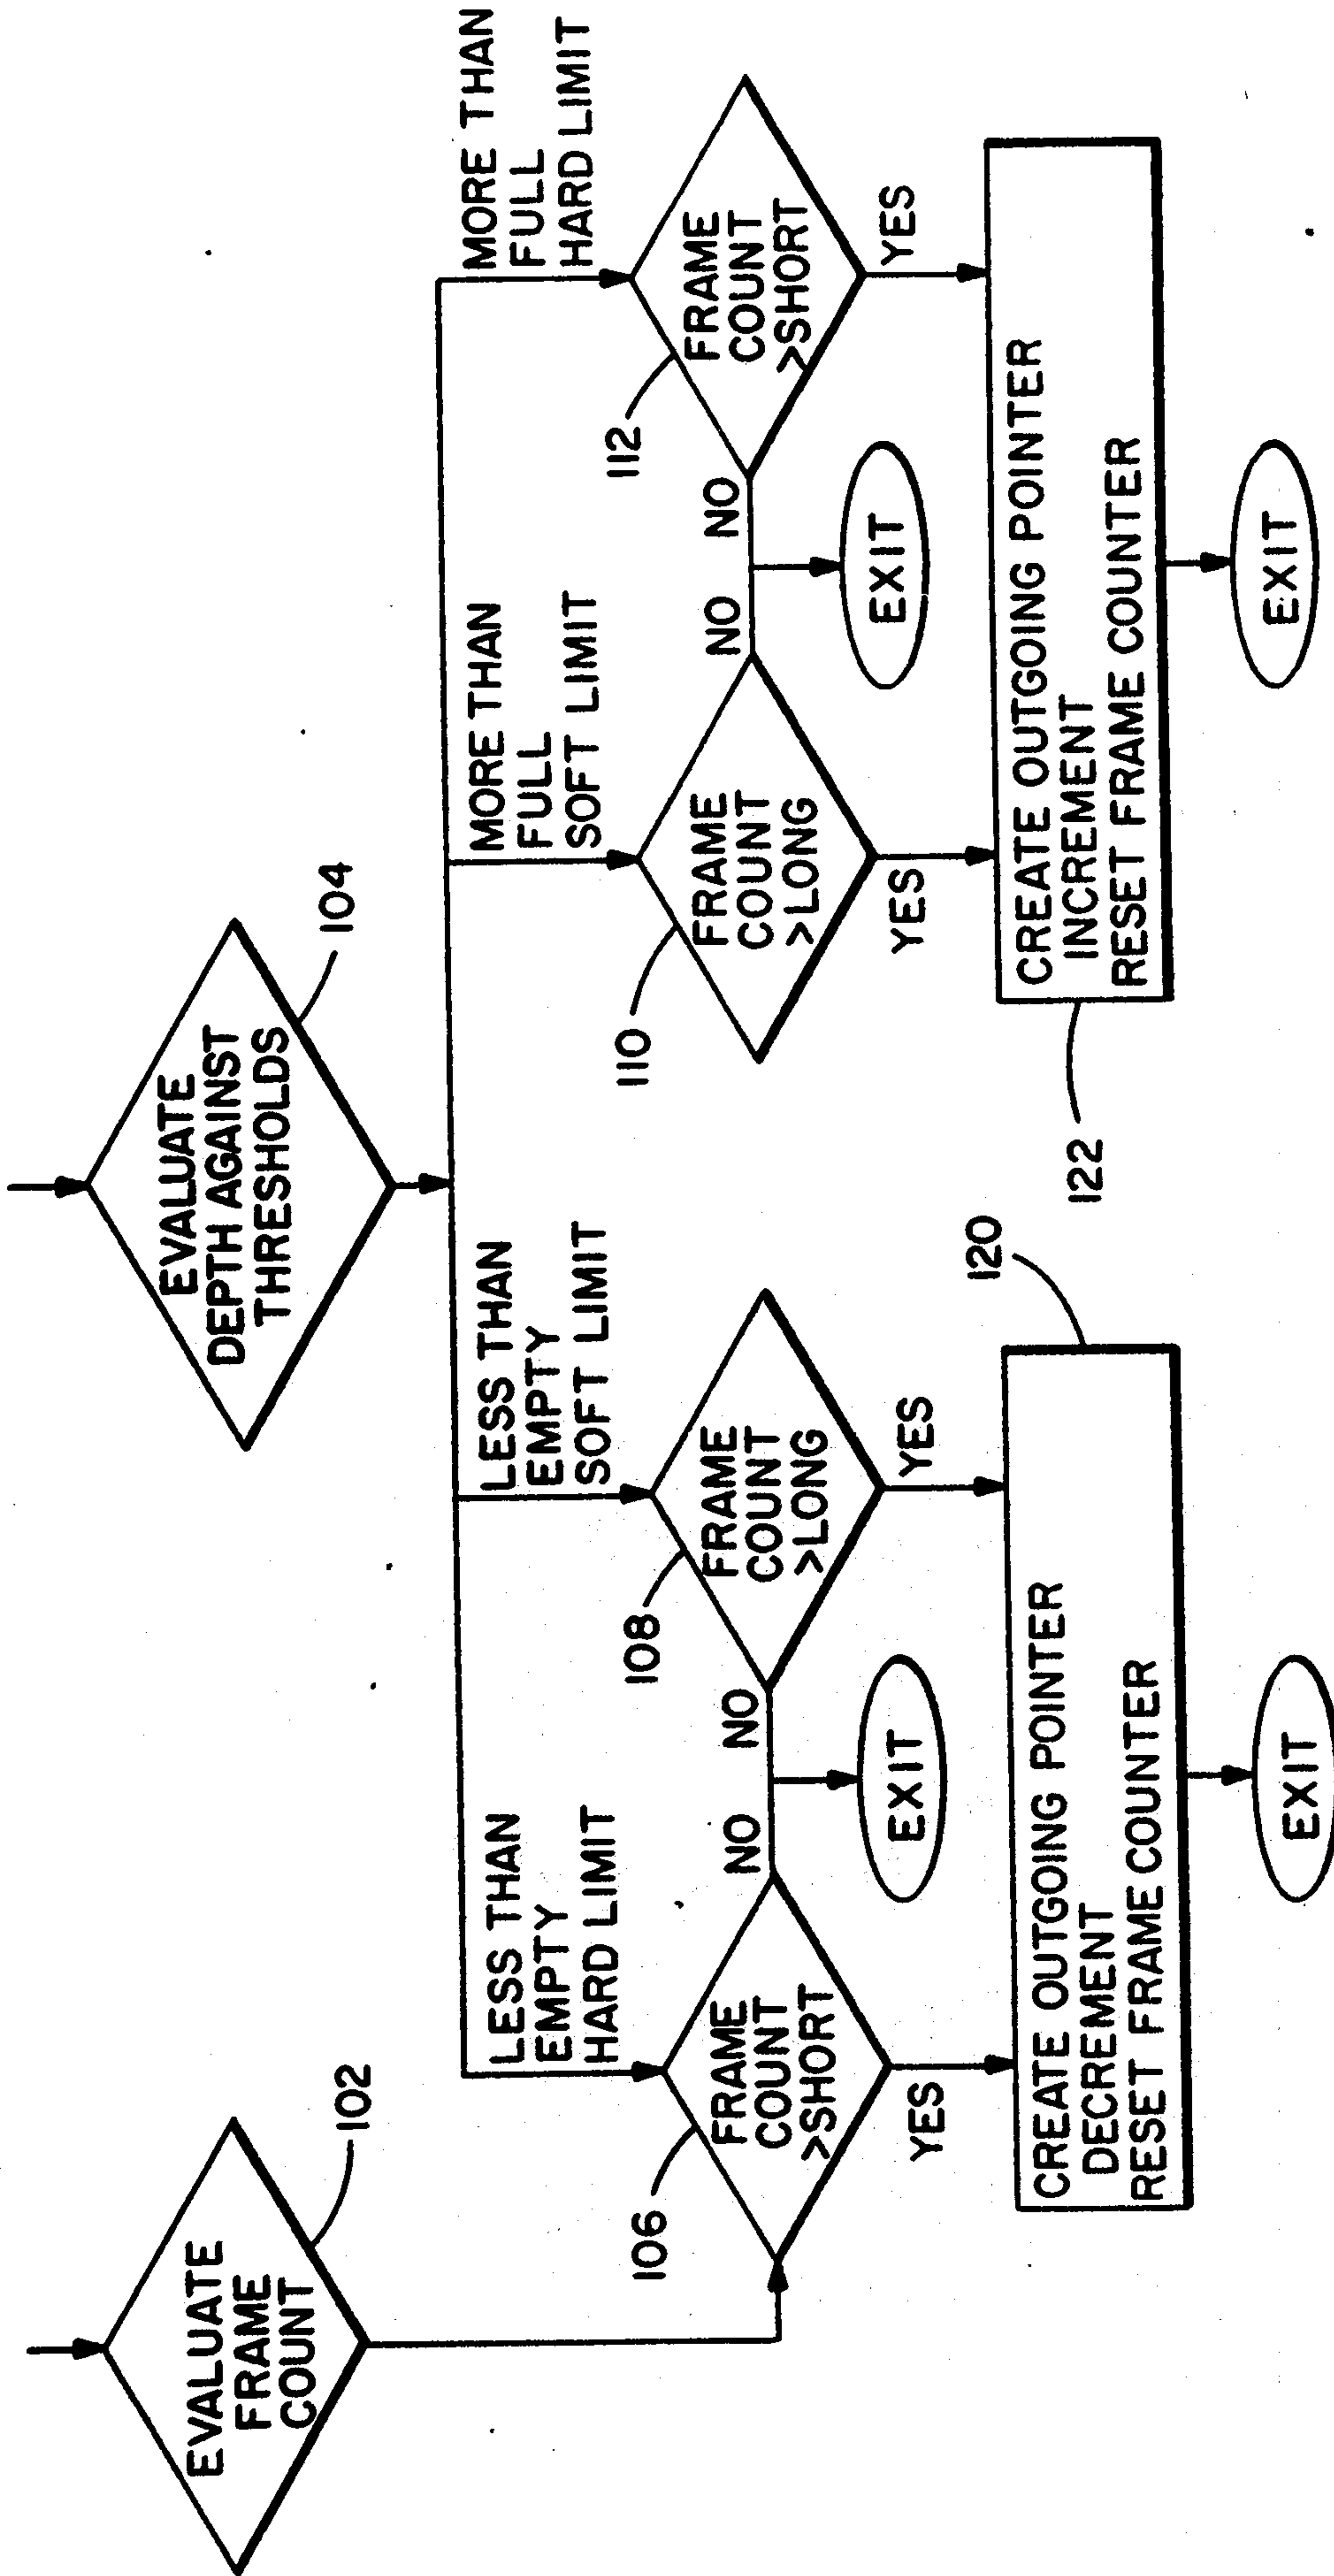 EVALUATE
FRAME
COUNT
102
EVALUATE
DEPTH AGAINST
THRESHOLDS
104
LESS THAN
EMPTY
HARD LIMIT
LESS THAN
EMPTY
SOFT LIMIT
MORE THAN
FULL
SOFT LIMIT
MORE THAN
FULL
HARD LIMIT
106
FRAME
COUNT
>SHORT
NO
NO
108
FRAME
COUNT
>LONG
110
FRAME
COUNT
>LONG
NO
NO
112
FRAME
COUNT
>SHORT
YES
EXIT
YES
YES
EXIT
YES
120
CREATE OUTGOING POINTER
DECREMENT
RESET FRAME COUNTER
122
CREATE OUTGOING POINTER
INCREMENT
RESET FRAME COUNTER
EXIT
EXIT